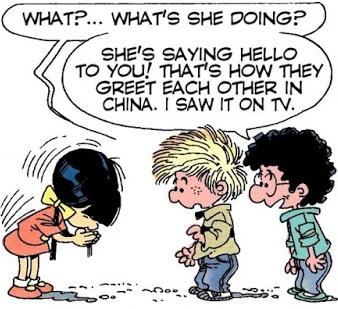 WHAT?... WHAT'S SHE DOING?
SHE'S SAYING HELLO
TO YOU! THAT'S HOW THEY
GREET EACH OTHER IN
CHINA. I SAW IT ON TV.